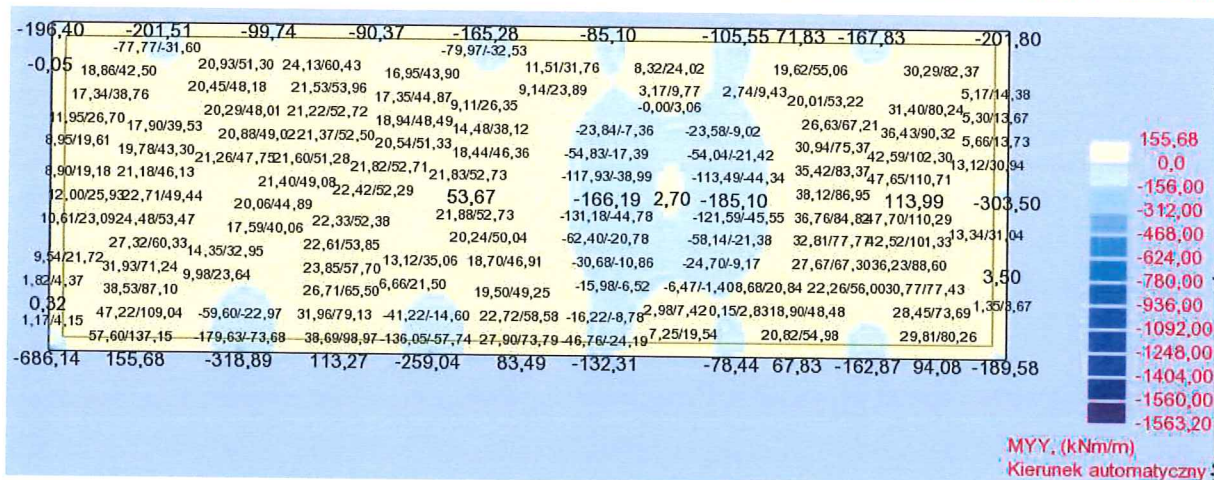 -196,40 -201,51 -99,74 -90,37 -165,28 -85,10 -105,55 71,83 -167,83 -201,80
-77,77/-31,60 -79,97/-32,53
-0,05 18,86/42,50 20,93/51,30 24,13/60,43 16,95/43,90 11,51/31,76 8,32/24,02 19,62/55,06 30,29/82,37
17,34/38,76 20,45/48,18 21,53/53,96 17,35/44,87 9,14/23,89 3,17/9,77 2,74/9,43 5,17/14,38
9,11/26,35 -0,00/3,06 20,01/53,22 31,40/80,24
11,95/26,70 17,90/39,53 20,29/48,01 21,22/52,72 18,94/48,49 5,30/13,67
8,95/19,61 20,88/49,02 21,37/52,50 14,48/38,12 -23,84/-7,36 -23,58/-9,02 26,63/67,21 36,43/90,32 5,66/13,73
19,78/43,30 20,54/51,33 18,44/46,36 -54,83/-17,39 -54,04/-21,42 30,94/75,37 42,59/102,30
8,90/19,18 21,18/46,13 21,26/47,75 21,60/51,28 21,82/52,71 21,83/52,73 -117,93/-38,99 -113,49/-44,34 35,42/83,37 47,65/110,71 13,12/30,94
12,00/25,93 22,71/49,44 21,40/49,08 22,42/52,29 53,67 -166,19 2,70 -185,10 38,12/86,95 113,99 -303,50
20,06/44,89
10,61/23,09 24,48/53,47 17,59/40,06 22,33/52,38 21,88/52,73 -131,18/-44,78 -121,59/-45,55 36,76/84,82 47,70/110,29
27,32/60,33 14,35/32,95 22,61/53,85 20,24/50,04 -62,40/-20,78 -58,14/-21,38 32,81/77,77 42,52/101,33 13,34/31,04
9,54/21,72 31,93/71,24 9,98/23,64 23,85/57,70 13,12/35,06 18,70/46,91 -30,68/-10,86 -24,70/-9,17 27,67/67,30 36,23/88,60
1,82/4,37 38,53/87,10 26,71/65,50 6,66/21,50 19,50/49,25 -15,98/-6,52 -6,47/-1,40 8,68/20,84 22,26/56,00 30,77/77,43 3,50
0,32 47,22/109,04 -59,60/-22,97 31,96/79,13 -41,22/-14,60 22,72/58,58 -16,22/-8,78 2,98/7,42 0,15/2,83 18,90/48,48 28,45/73,69 1,35/3,67
1,17/4,15 57,60/137,15 -179,63/-73,68 38,69/98,97 -136,05/-57,74 27,90/73,79 -46,76/-24,19 7,25/19,54 20,82/54,98 29,81/80,26
-686,14 155,68 -318,89 113,27 -259,04 83,49 -132,31 -78,44 67,83 -162,87 94,08 -189,58
155,68
0,0
-156,00
-312,00
-468,00
-624,00
-780,00
-936,00
-1092,00
-1248,00
-1404,00
-1560,00
-1563,20
MYY, (kNm/m)
Kierunek automatyczny